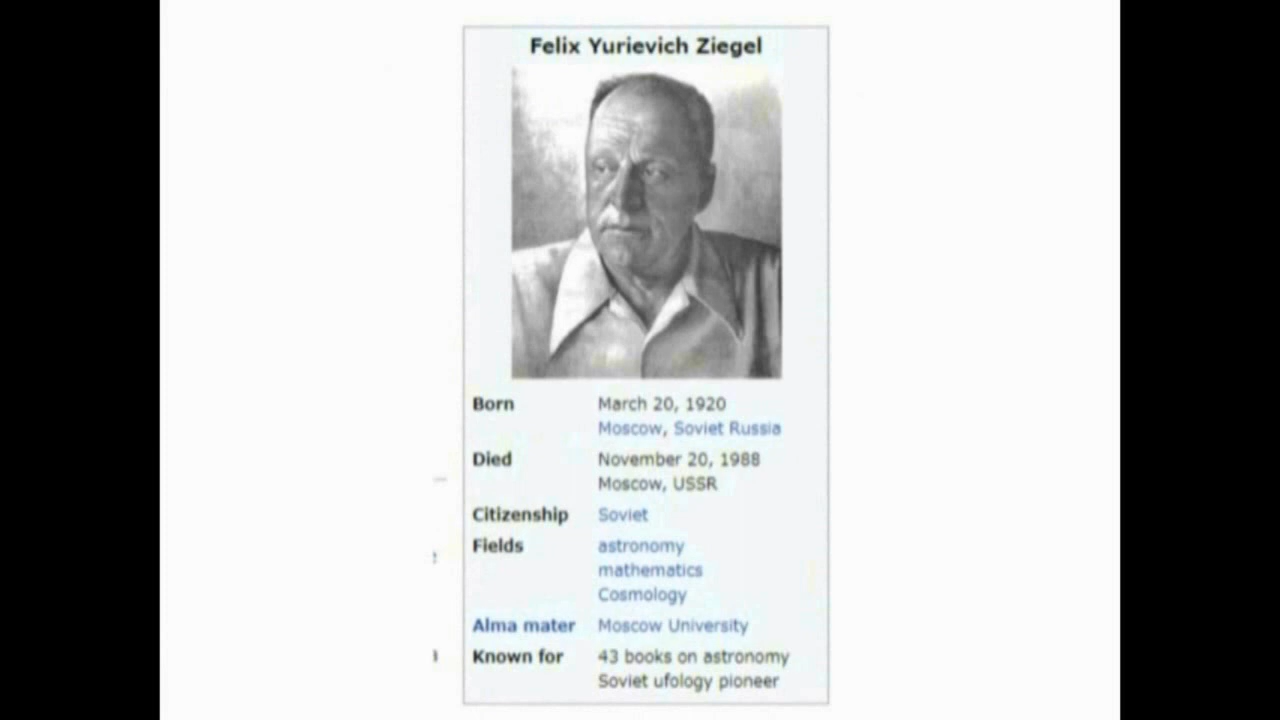 Felix Yurievich Ziegel
Born March 20, 1920
Moscow, Soviet Russia
Died November 20, 1988
Moscow, USSR
Citizenship Soviet
Fields astronomy
mathematics
Cosmology
Alma mater Moscow University
Known for 43 books on astronomy
Soviet ufology pioneer